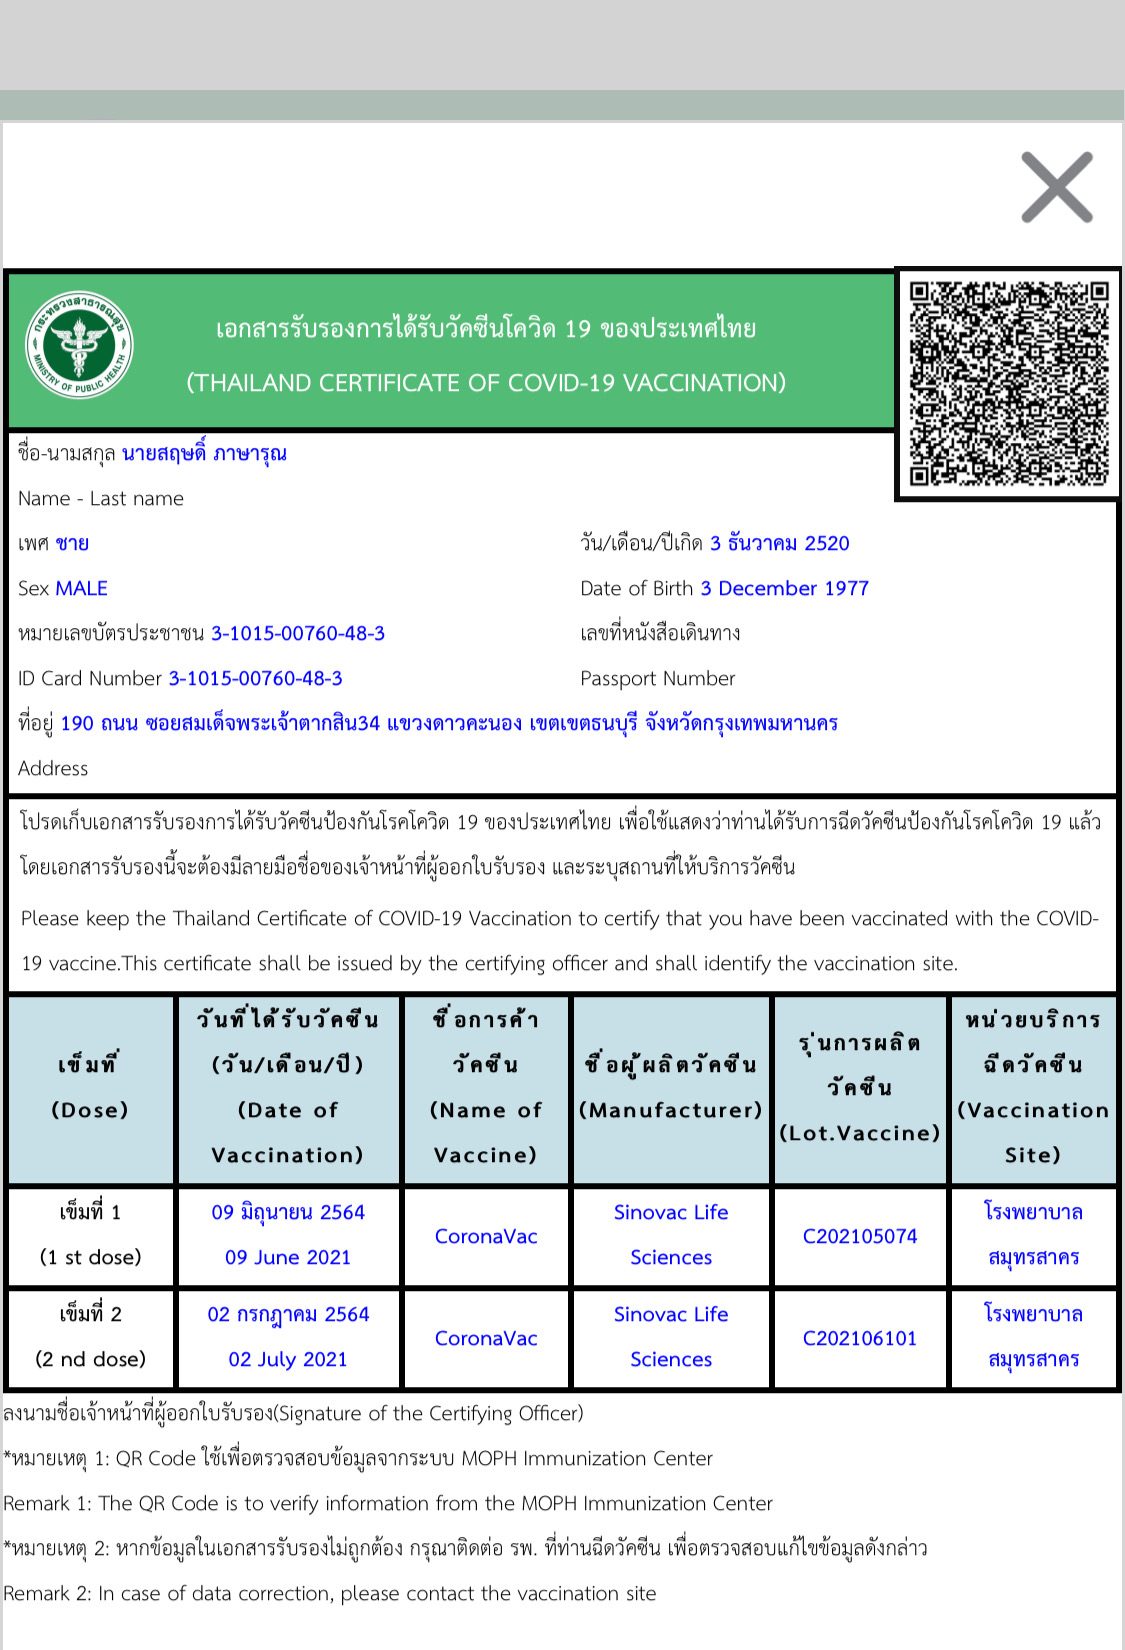 กระทรวงสาธารณสุข
MINISTRY OF PUBLIC HEALTH
เอกสารรับรองการได้รับวัคซีนโควิด 19 ของประเทศไทย
(THAILAND CERTIFICATE OF COVID-19 VACCINATION)
ชื่อ-นามสกุล นายสฤษดิ์ ภาษารุณ
Name - Last name
เพศ ชาย วัน/เดือน/ปีเกิด 3 ธันวาคม 2520
Sex MALE Date of Birth 3 December 1977
หมายเลขบัตรประชาชน 3-1015-00760-48-3 เลขที่หนังสือเดินทาง
ID Card Number 3-1015-00760-48-3 Passport Number
ที่อยู่ 190 ถนน ซอยสมเด็จพระเจ้าตากสิน34 แขวงดาวคะนอง เขตเขตธนบุรี จังหวัดกรุงเทพมหานคร
Address
โปรดเก็บเอกสารรับรองการได้รับวัคซีนป้องกันโรคโควิด 19 ของประเทศไทย เพื่อใช้แสดงว่าท่านได้รับการฉีดวัคซีนป้องกันโรคโควิด 19 แล้ว
โดยเอกสารรับรองนี้จะต้องมีลายมือชื่อของเจ้าหน้าที่ผู้ออกใบรับรอง และระบุสถานที่ให้บริการวัคซีน
Please keep the Thailand Certificate of COVID-19 Vaccination to certify that you have been vaccinated with the COVID-
19 vaccine.This certificate shall be issued by the certifying officer and shall identify the vaccination site.
เข็มที่
(Dose)
วันที่ได้รับวัคซีน
(วัน/เดือน/ปี)
(Date of
Vaccination)
ชื่อการค้า
วัคซีน
(Name of
Vaccine)
ชื่อผู้ผลิตวัคซีน
(Manufacturer)
รุ่นการผลิต
วัคซีน
(Lot.Vaccine)
หน่วยบริการ
ฉีดวัคซีน
(Vaccination
Site)
เข็มที่ 1
(1 st dose)
09 มิถุนายน 2564
09 June 2021
CoronaVac
Sinovac Life
Sciences
C202105074
โรงพยาบาล
สมุทรสาคร
เข็มที่ 2
(2 nd dose)
02 กรกฎาคม 2564
02 July 2021
CoronaVac
Sinovac Life
Sciences
C202106101
โรงพยาบาล
สมุทรสาคร
ลงนามชื่อเจ้าหน้าที่ผู้ออกใบรับรอง(Signature of the Certifying Officer)
*หมายเหตุ 1: QR Code ใช้เพื่อตรวจสอบข้อมูลจากระบบ MOPH Immunization Center
Remark 1: The QR Code is to verify information from the MOPH Immunization Center
*หมายเหตุ 2: หากข้อมูลในเอกสารรับรองไม่ถูกต้อง กรุณาติดต่อ รพ. ที่ท่านฉีดวัคซีน เพื่อตรวจสอบแก้ไขข้อมูลดังกล่าว
Remark 2: In case of data correction, please contact the vaccination site